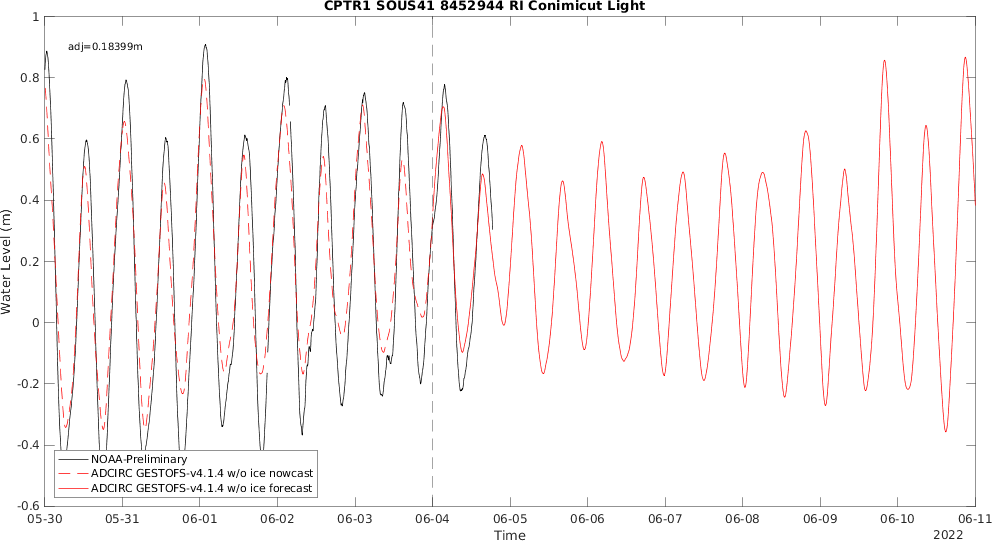 CPTR1 SOUS41 8452944 RI Conimicut Light
adj=0.18399m
Water Level (m)
1
0.8
0.6
0.4
0.2
0
-0.2
-0.4
-0.6
NOAA-Preliminary
ADCIRC GESTOFS-v4.1.4 w/o ice nowcast
ADCIRC GESTOFS-v4.1.4 w/o ice forecast
05-30 05-31 06-01 06-02 06-03 06-04 06-05 06-06 06-07 06-08 06-09 06-10 06-11
Time
2022